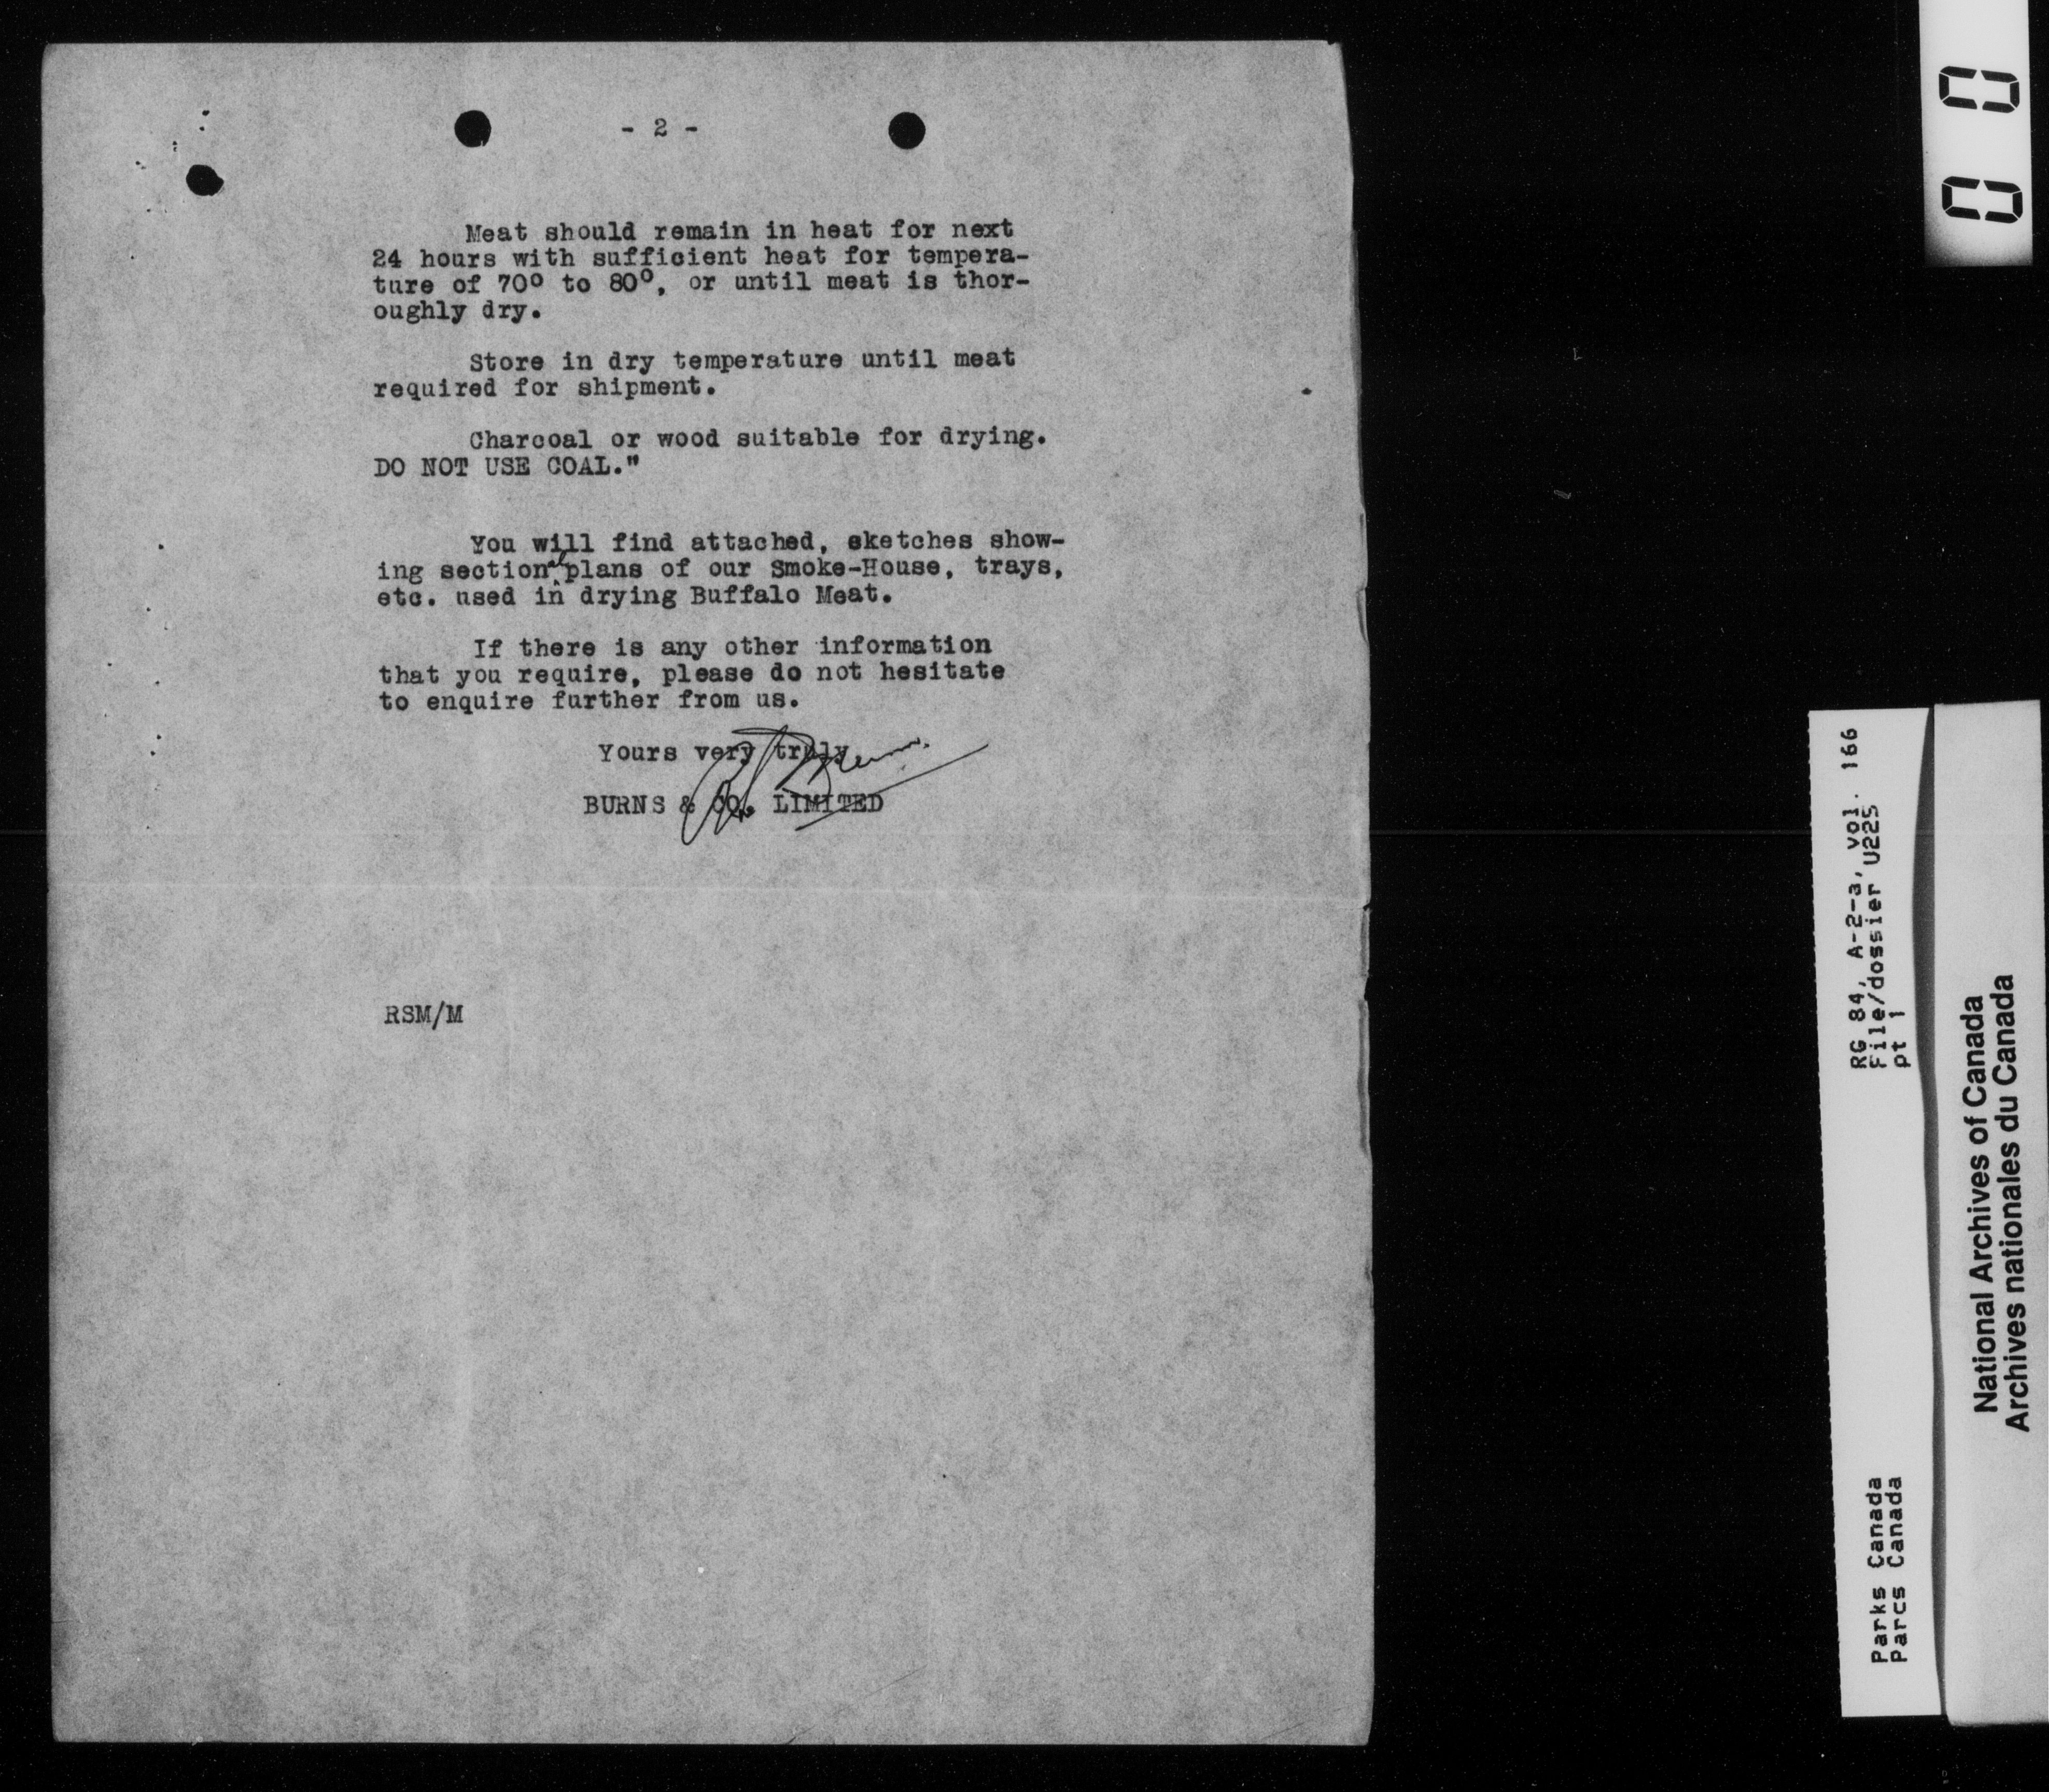 - 2 -
Meat should remain in heat for next
24 hours with sufficient heat for tempera-
ture of 70° to 80°, or until meat is thor-
oughly dry.
Store in dry temperature until meat
required for shipment.
Charcoal or wood suitable for drying.
DO NOT USE COAL."
You will find attached, sketches show-
ing sectional plans of our Smoke-House, trays,
etc. used in drying Buffalo Meat.
If there is any other information
that you require, please do not hesitate
to enquire further from us.
Yours very truly
BURNS & CO. LIMITED
RSM/M
00
RG 84, A-2-a, vol. 166
File/dossier U225
pt 1
Parks Canada
Parcs Canada
National Archives of Canada
Archives nationales du Canada